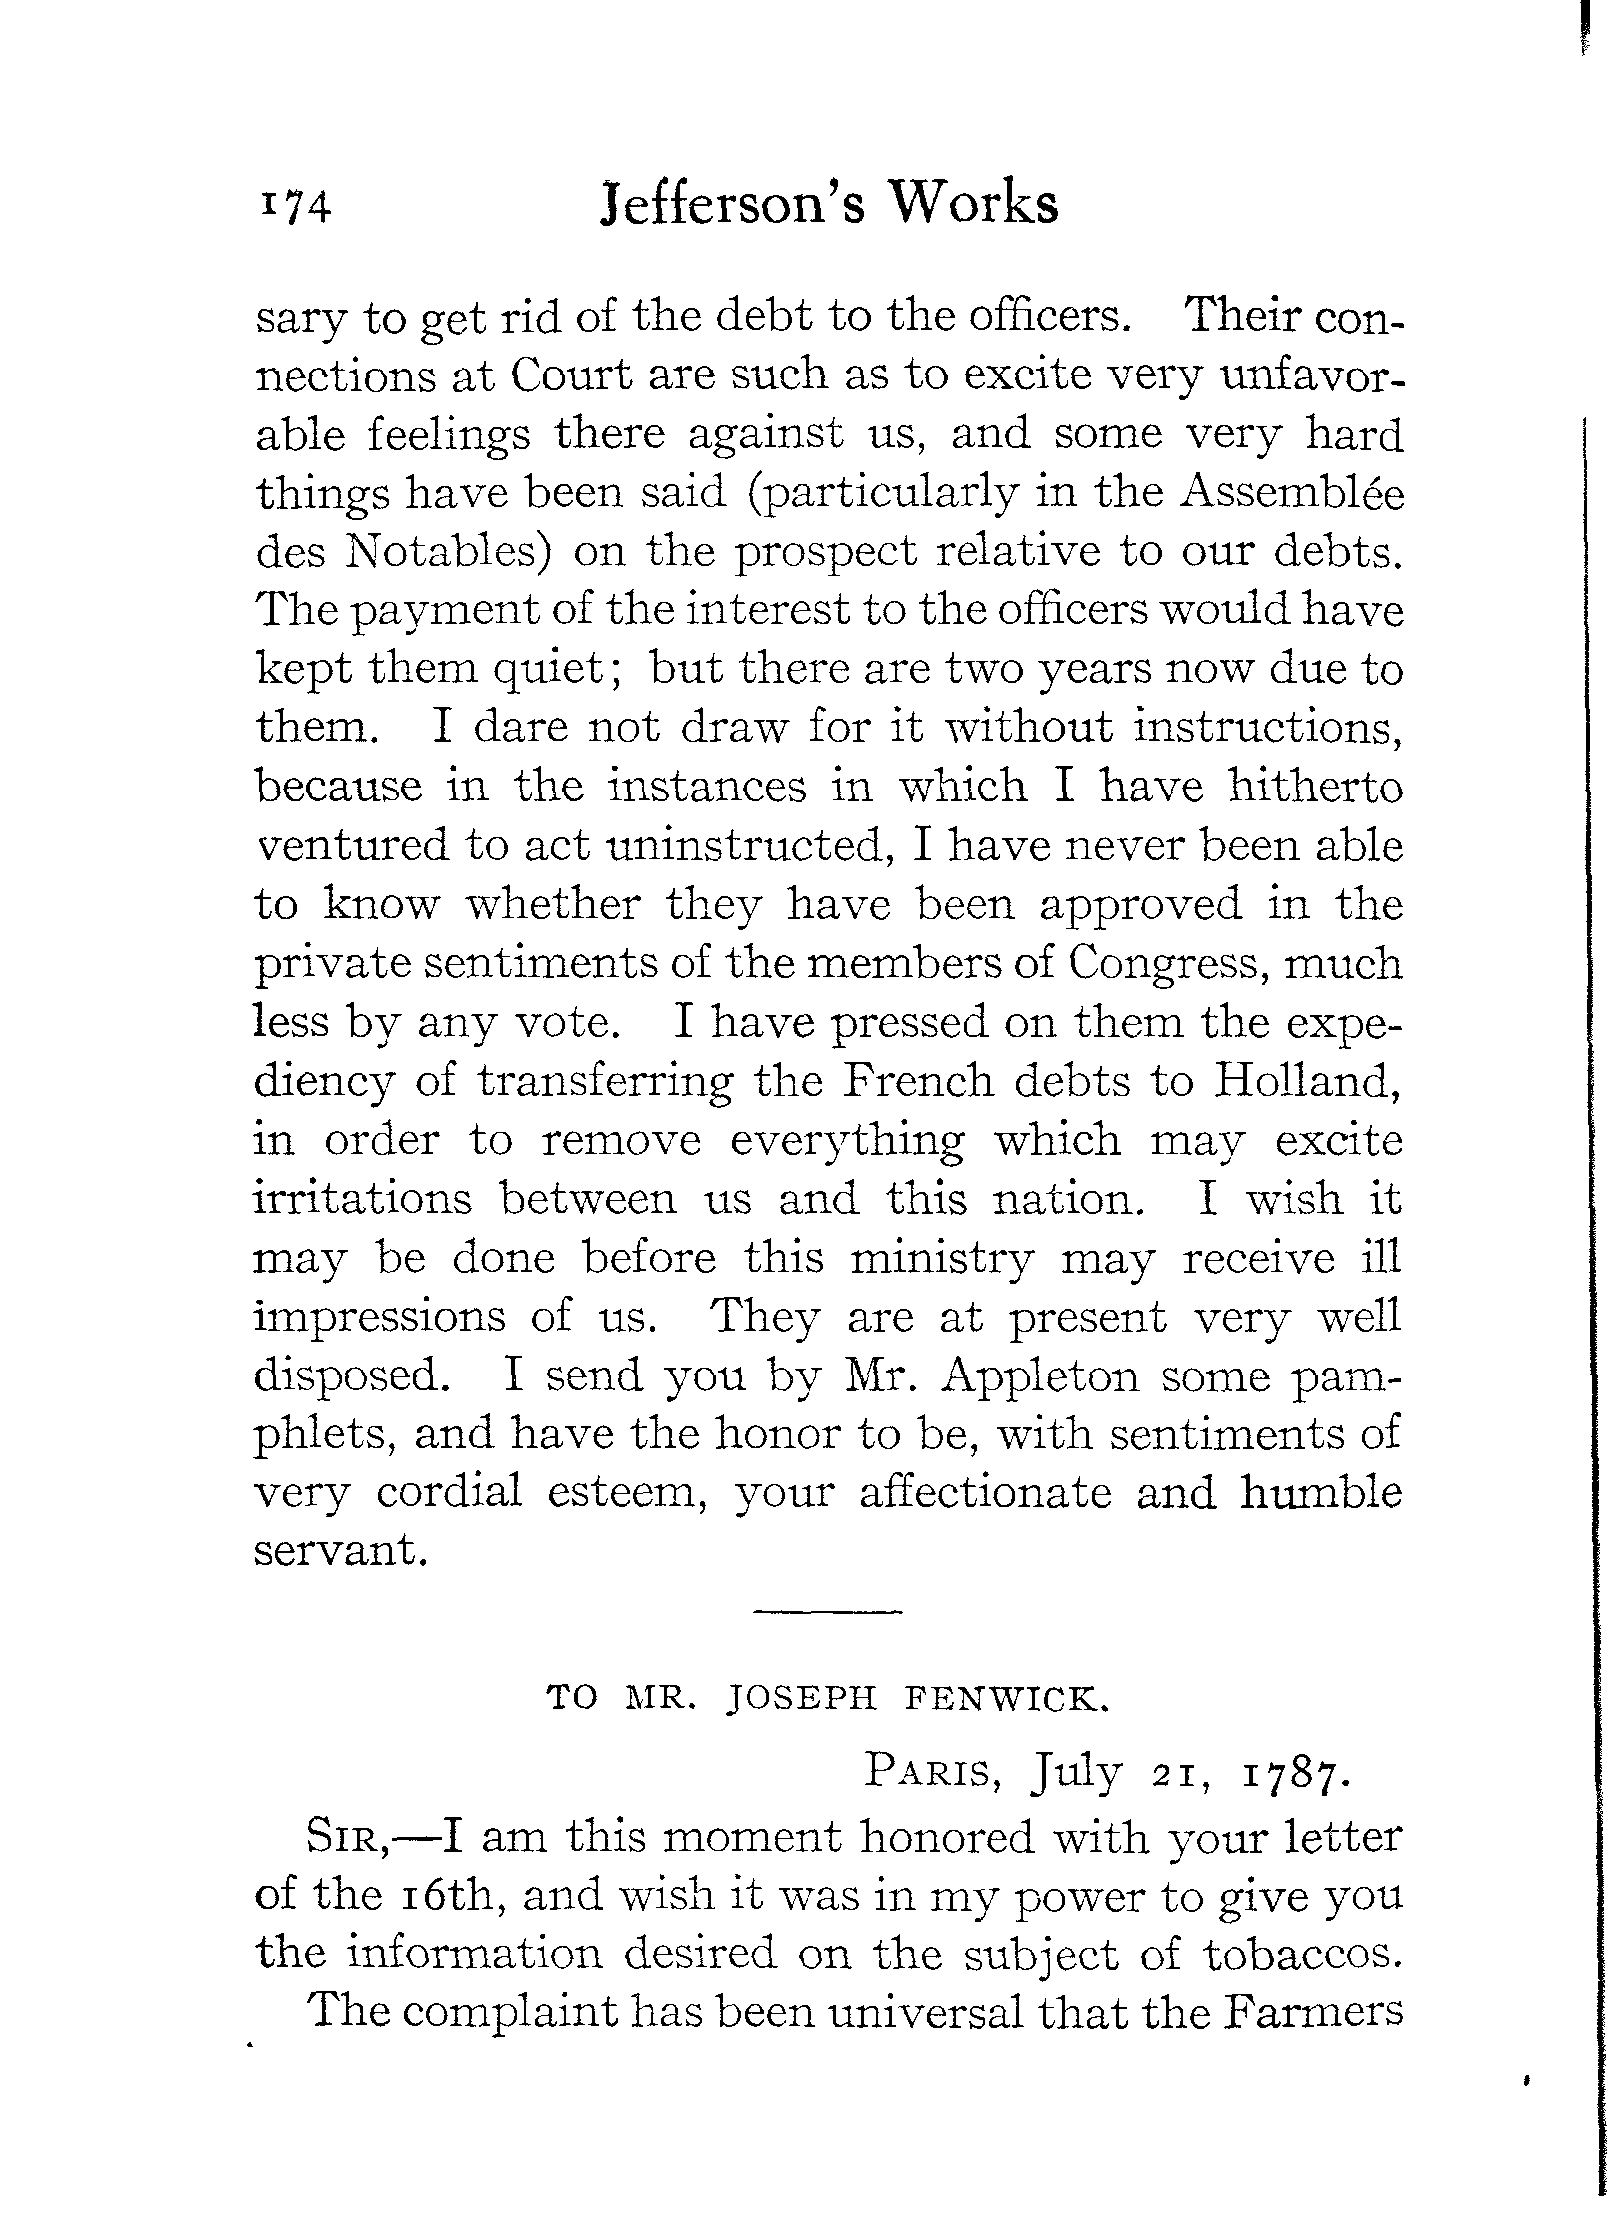 174 Jefferson's Works
sary to get rid of the debt to the officers. Their con-
nections at Court are such as to excite very unfavor-
able feelings there against us, and some very hard
things have been said (particularly in the Assemblée
des Notables) on the prospect relative to our debts.
The payment of the interest to the officers would have
kept them quiet; but there are two years now due to
them. I dare not draw for it without instructions,
because in the instances in which I have hitherto
ventured to act uninstructed, I have never been able
to know whether they have been approved in the
private sentiments of the members of Congress, much
less by any vote. I have pressed on them the expe-
diency of transferring the French debts to Holland,
in order to remove everything which may excite
irritations between us and this nation. I wish it
may be done before this ministry may receive ill
impressions of us. They are at present very well
disposed. I send you by Mr. Appleton some pam-
phlets, and have the honor to be, with sentiments of
very cordial esteem, your affectionate and humble
servant.
TO MR. JOSEPH FENWICK.
PARIS, July 21, 1787.
SIR,—I am this moment honored with your letter
of the 16th, and wish it was in my power to give you
the information desired on the subject of tobaccos.
The complaint has been universal that the Farmers